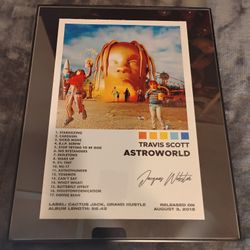 TRAVIS SCOTT
ASTROWORLD
1. STARGAZING
2. CAROUSEL
3. SICKO MODE
4. R.I.P. SCREW
5. STOP TRYING TO BE GOD
6. NO BYSTANDERS
7. SKELETONS
8. WAKE UP
9. 5% TINT
10. NC-17
11. ASTROTHUNDER
12. YOSEMITE
13. CAN'T SAY
14. WHO? WHAT!
15. BUTTERFLY EFFECT
16. HOUSTONFORNICATION
17. COFFEE BEAN
LABEL: CACTUS JACK, GRAND HUSTLE
ALBUM LENGTH: 58:43
RELEASED ON
AUGUST 3, 2018